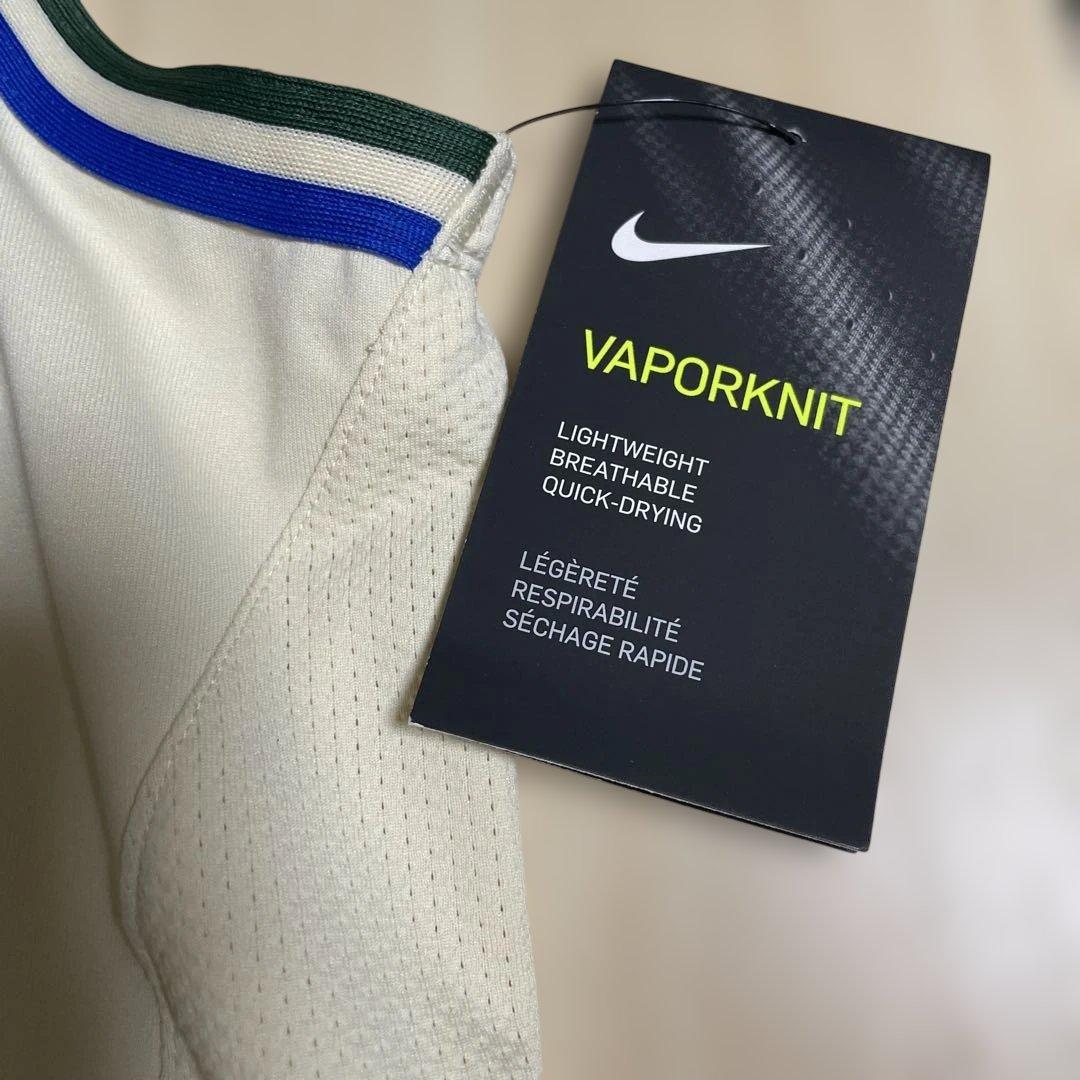 VAPORKNIT
LIGHTWEIGHT
BREATHABLE
QUICK-DRYING
LÉGÈRETÉ
RESPIRABILITÉ
SÉCHAGE RAPIDE